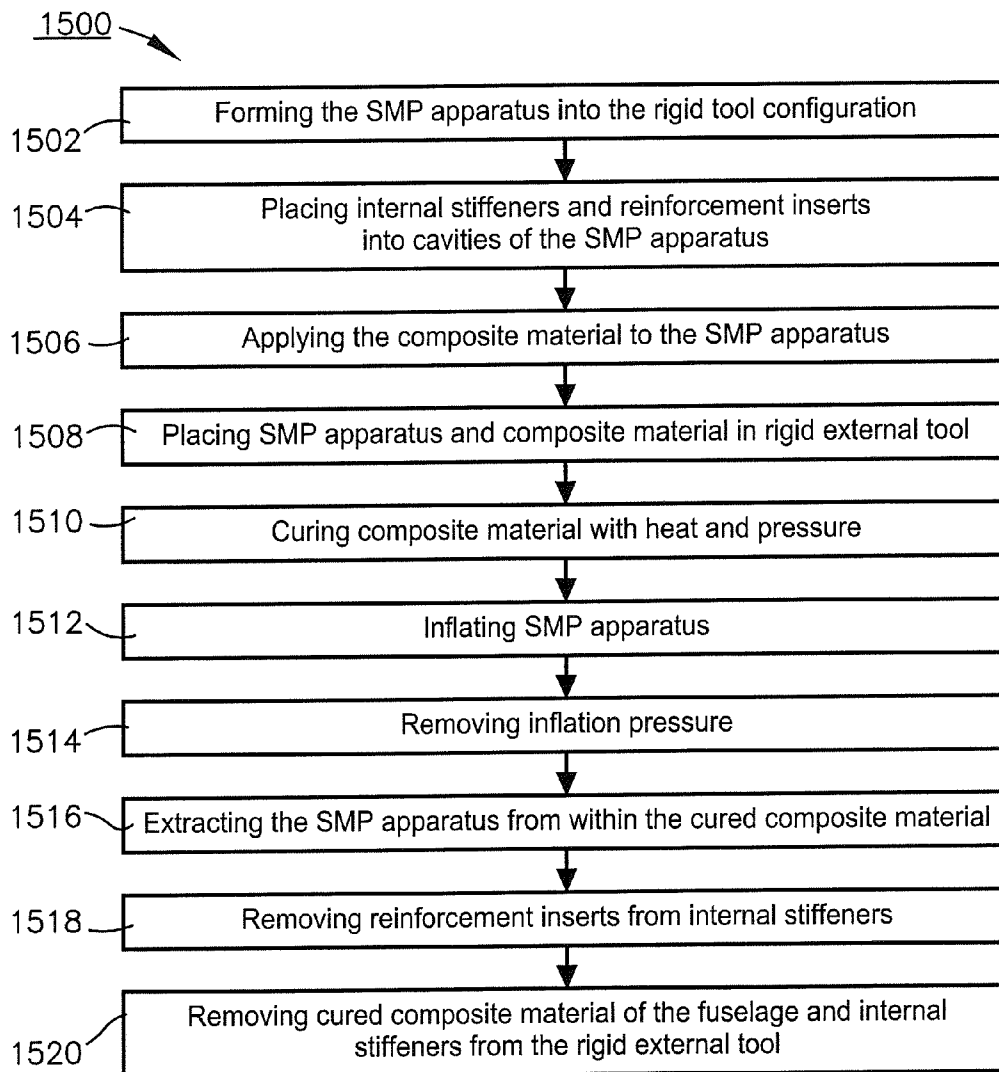 1500
1502
Forming the SMP apparatus into the rigid tool configuration
1504
Placing internal stiffeners and reinforcement inserts
into cavities of the SMP apparatus
1506
Applying the composite material to the SMP apparatus
1508
Placing SMP apparatus and composite material in rigid external tool
1510
Curing composite material with heat and pressure
1512
Inflating SMP apparatus
1514
Removing inflation pressure
1516
Extracting the SMP apparatus from within the cured composite material
1518
Removing reinforcement inserts from internal stiffeners
1520
Removing cured composite material of the fuselage and internal
stiffeners from the rigid external tool